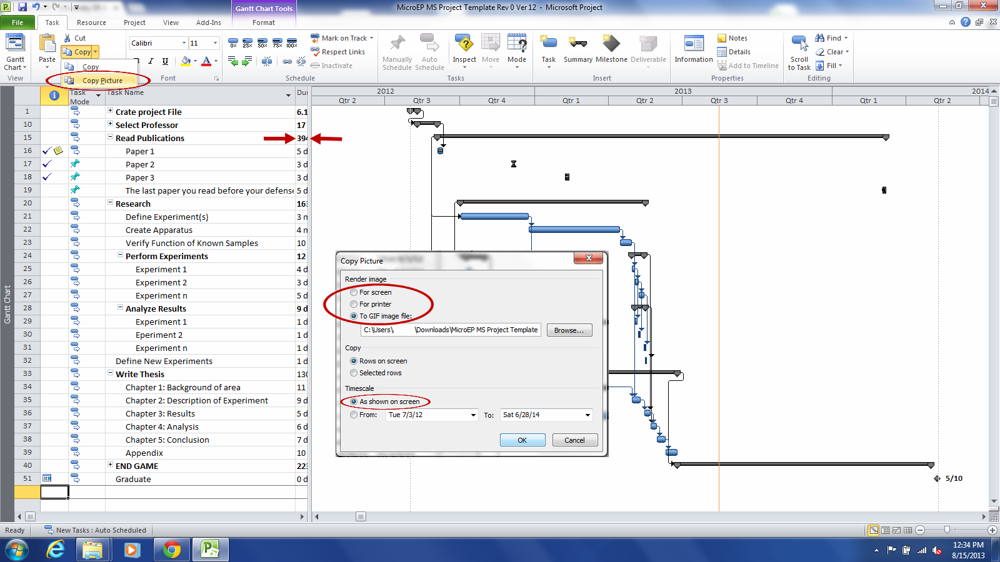 Gantt Chart Tools
MicroEP MS Project Template Rev 0 Ver 12 - Microsoft Project
File Task Resource Project View Add-Ins Format
Gantt Chart
View
Paste
Cut
Copy
Copy
Copy Picture
Calibri 11
I U A
Font
0% 25% 50% 75% 100%
Mark on Track
Respect Links
Inactivate
Schedule
Manually Schedule
Auto Schedule
Inspect
Move
Mode
Tasks
Task
Summary
Milestone
Deliverable
Insert
Information
Notes
Details
Add to Timeline
Properties
Scroll to Task
Find
Clear
Fill
Editing
Task Mode Task Name Dur
2012 2013 2014
Qtr 2 Qtr 3 Qtr 4 Qtr 1 Qtr 2 Qtr 3 Qtr 4 Qtr 1 Qtr 2
1 Crate project File 6.1
10 Select Professor 17
15 Read Publications 394
16 Paper 1 5 d
17 Paper 2 3 d
18 Paper 3 3 d
19 The last paper you read before your defense 5 d
20 Research 163
21 Define Experiment(s) 3 m
22 Create Apparatus 4 m
23 Verify Function of Known Samples 10
24 Perform Experiments 12
25 Experiment 1 4 d
26 Experiment 2 3 d
27 Experiment n 5 d
28 Analyze Results 9 d
29 Experiment 1 1 d
30 Eperiment 2 1 d
31 Experiment n 1 d
32 Define New Experiments 1 d
33 Write Thesis 130
34 Chapter 1: Background of area 11
35 Chapter 2: Description of Experiment 9 d
36 Chapter 3: Results 5 d
37 Chapter 4: Analysis 6 d
38 Chapter 5: Conclusion 7 d
39 Appendix 10
40 END GAME 223
51 Graduate 0 d
5/10
Gantt Chart
Copy Picture
Render image
For screen
For printer
To GIF image file:
C:\Users\ \Downloads\MicroEP MS Project Template
Browse...
Copy
Rows on screen
Selected rows
Timescale
As shown on screen
From: Tue 7/3/12 To: Sat 6/28/14
OK Cancel
Ready New Tasks : Auto Scheduled
12:34 PM
8/15/2013